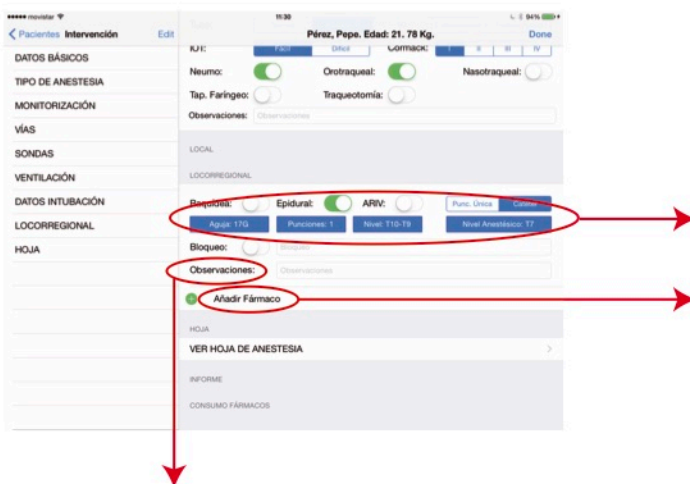 movistar 11:30 94%
Pacientes Intervención Edit Pérez, Pepe. Edad: 21. 78 Kg. Done
DATOS BÁSICOS
TIPO DE ANESTESIA
MONITORIZACIÓN
VÍAS
SONDAS
VENTILACIÓN
DATOS INTUBACIÓN
LOCORREGIONAL
HOJA
IOT: Fácil Difícil Cormack: I II III IV
Neumo: Orotraqueal: Nasotraqueal:
Tap. Faríngeo: Traqueotomía:
Observaciones: Observaciones
LOCAL
LOCORREGIONAL
Raquídea: Epidural: ARIV: Punc. Única Catéter
Aguja: 17G Punciones: 1 Nivel: T10-T9 Nivel Anestésico: T7
Bloqueo: Bloqueo
Observaciones: Observaciones
Añadir Fármaco
HOJA
VER HOJA DE ANESTESIA
INFORME
CONSUMO FÁRMACOS